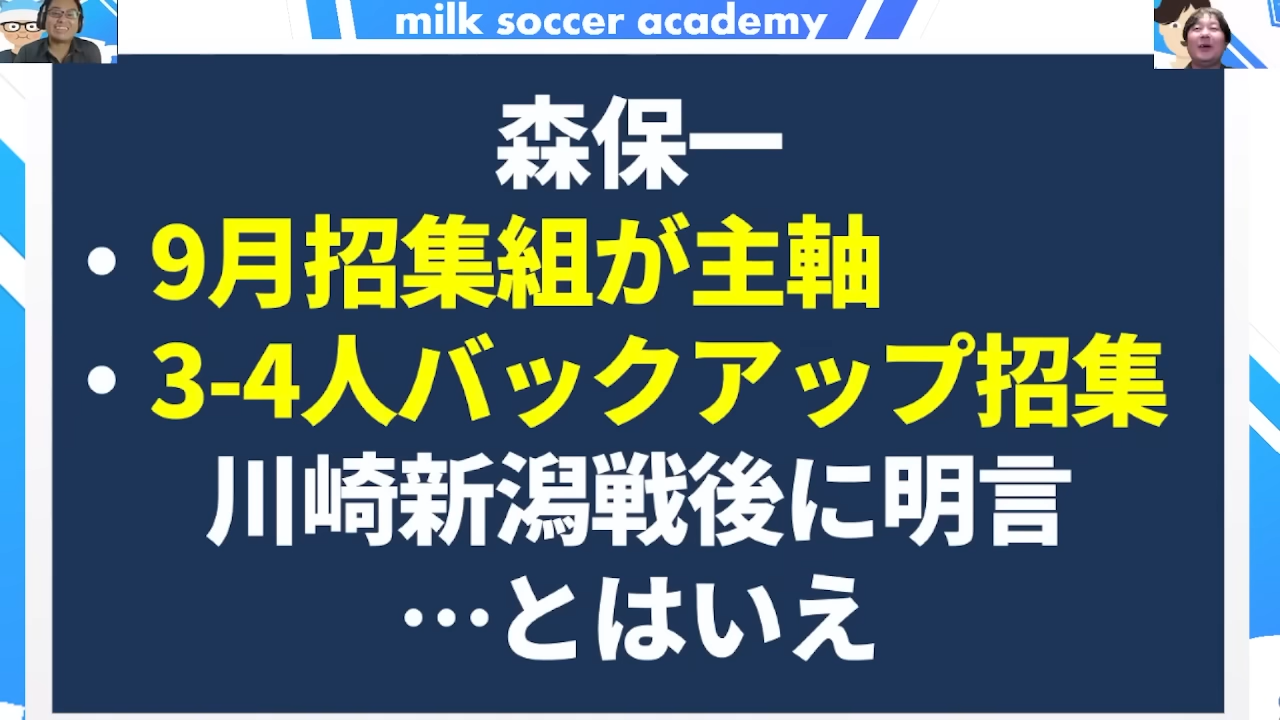 milk soccer academy
森保一
・9月招集組が主軸
・3-4人バックアップ招集
川崎新潟戦後に明言
…とはいえ